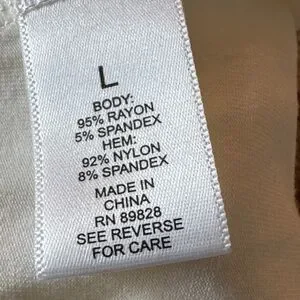 L
BODY:
95% RAYON
5% SPANDEX
HEM:
92% NYLON
8% SPANDEX
MADE IN
CHINA
RN 89828
SEE REVERSE
FOR CARE